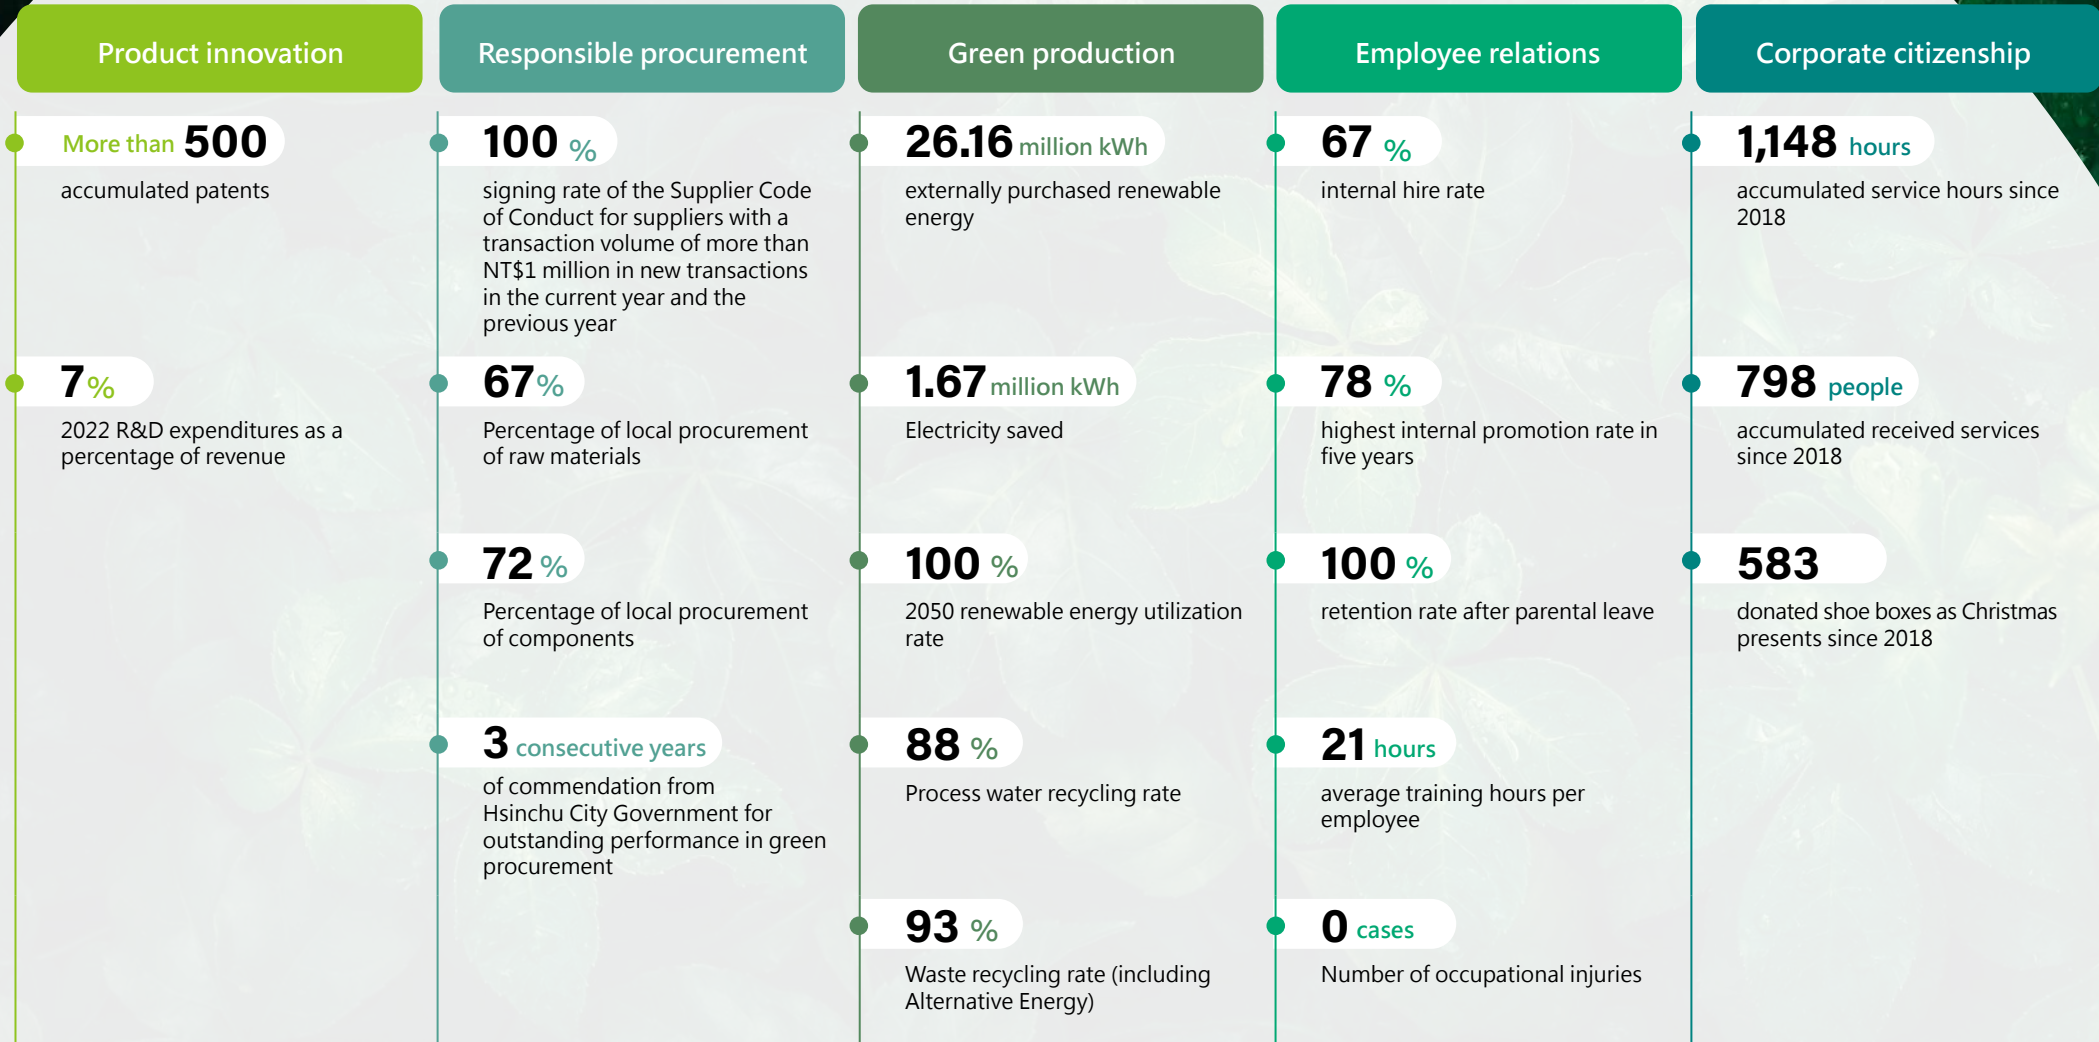 Product innovation
More than 500
accumulated patents
7%
2022 R&D expenditures as a
percentage of revenue
Responsible procurement
100 %
signing rate of the Supplier Code
of Conduct for suppliers with a
transaction volume of more than
NT$1 million in new transactions
in the current year and the
previous year
67%
Percentage of local procurement
of raw materials
72 %
Percentage of local procurement
of components
3 consecutive years
of commendation from
Hsinchu City Government for
outstanding performance in green
procurement
Green production
26.16 million kWh
externally purchased renewable
energy
1.67 million kWh
Electricity saved
100 %
2050 renewable energy utilization
rate
88 %
Process water recycling rate
93 %
Waste recycling rate (including
Alternative Energy)
Employee relations
67 %
internal hire rate
78 %
highest internal promotion rate in
five years
100 %
retention rate after parental leave
21 hours
average training hours per
employee
0 cases
Number of occupational injuries
Corporate citizenship
1,148 hours
accumulated service hours since
2018
798 people
accumulated received services
since 2018
583
donated shoe boxes as Christmas
presents since 2018